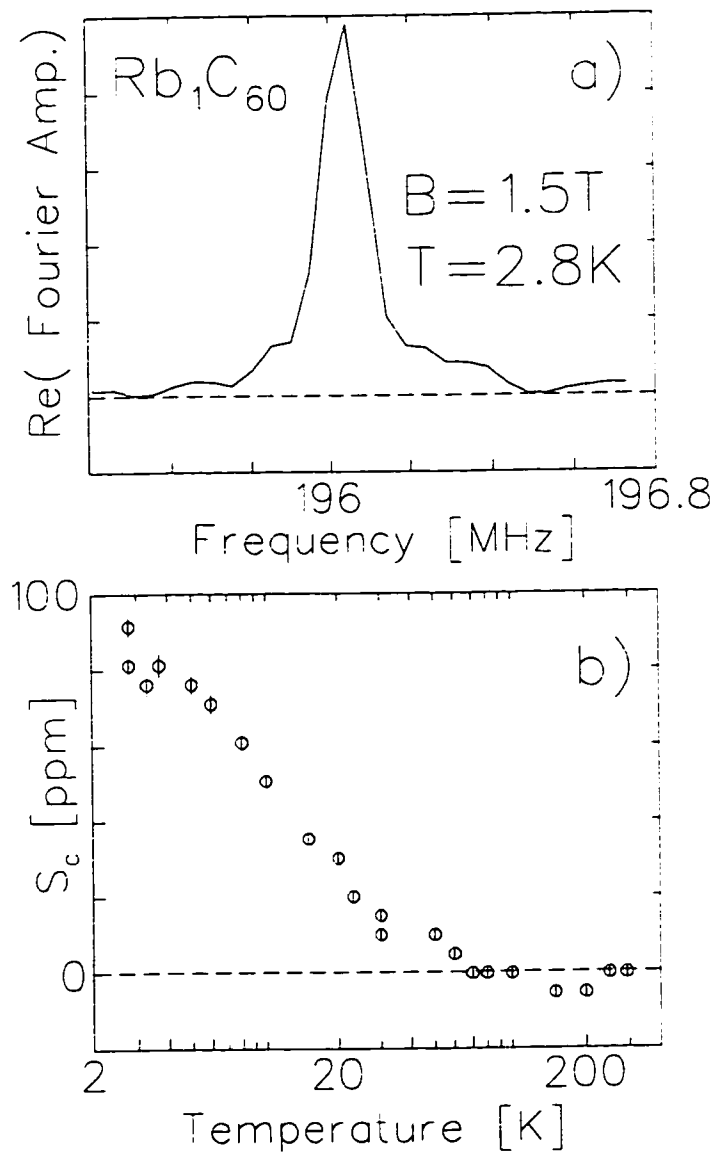 Re( Fourier Amp.)
Rb₁C₆₀
a)
B=1.5T
T=2.8K
196
196.8
Frequency [MHz]
100
b)
S_c [ppm]
0
2
20
200
Temperature [K]